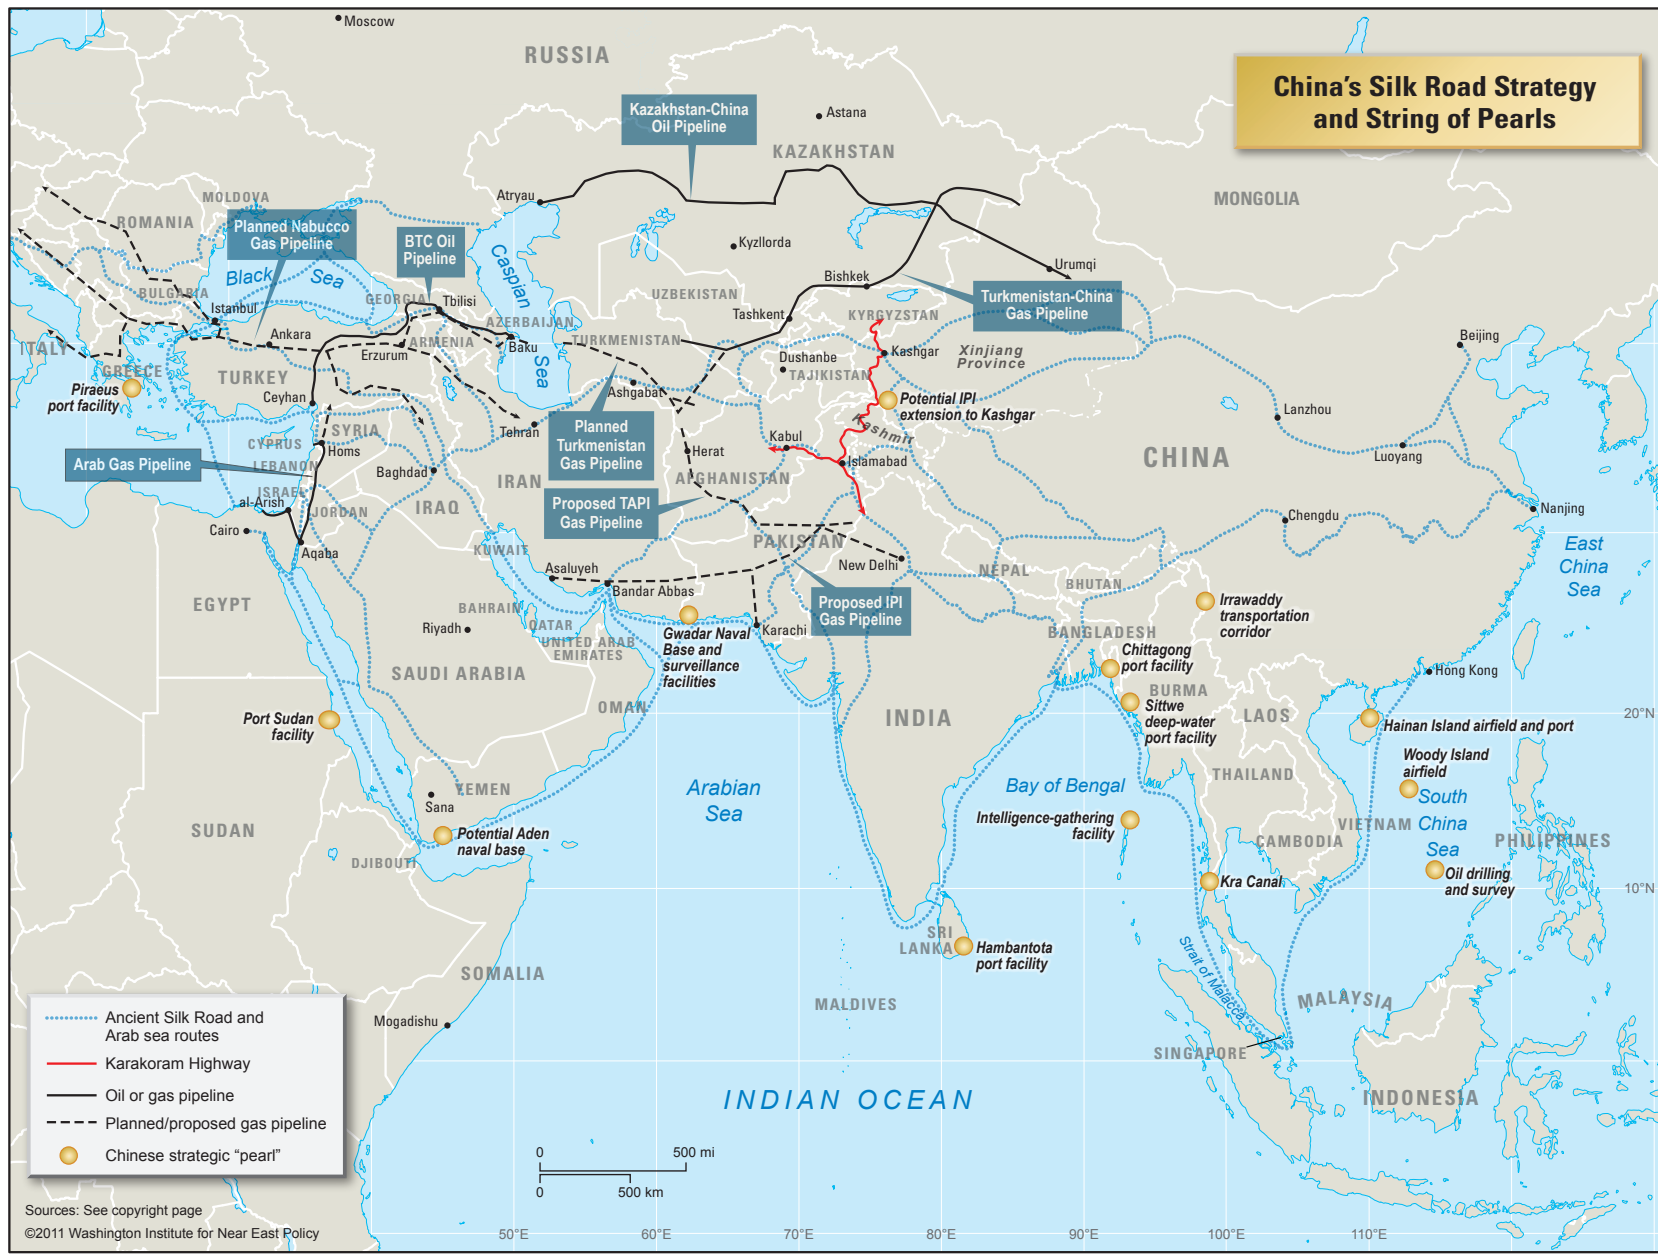 China's Silk Road Strategy
and String of Pearls
Moscow
RUSSIA
Kazakhstan-China
Oil Pipeline
Astana
KAZAKHSTAN
MONGOLIA
Atryau
MOLDOVA
ROMANIA
Planned Nabucco
Gas Pipeline
BTC Oil
Pipeline
Caspian
Sea
Kyzllorda
Urumqi
Bishkek
Black
Sea
BULGARIA
GEORGIA
Tbilisi
UZBEKISTAN
Turkmenistan-China
Gas Pipeline
Istanbul
Tashkent
KYRGYZSTAN
AZERBAIJAN
Ankara
ARMENIA
Erzurum
Baku
TURKMENISTAN
Beijing
ITALY
Dushanbe
TAJIKISTAN
Kashgar
Xinjiang
Province
GREECE
TURKEY
Piraeus
port facility
Ceyhan
Ashgabat
Potential IPI
extension to Kashgar
Lanzhou
Kashmir
SYRIA
Tehran
Planned
Turkmenistan
Gas Pipeline
Kabul
CYPRUS
Homs
Herat
Islamabad
CHINA
Luoyang
Arab Gas Pipeline
LEBANON
Baghdad
IRAN
AFGHANISTAN
ISRAEL
al-Arish
JORDAN
IRAQ
Proposed TAPI
Gas Pipeline
Nanjing
Chengdu
Cairo
Aqaba
KUWAIT
PAKISTAN
East
China
Sea
Asaluyeh
New Delhi
NEPAL
BHUTAN
Bandar Abbas
EGYPT
BAHRAIN
QATAR
Proposed IPI
Gas Pipeline
Irrawaddy
transportation
corridor
Riyadh
UNITED ARAB
EMIRATES
Gwadar Naval
Base and
surveillance
facilities
Karachi
BANGLADESH
Chittagong
port facility
SAUDI ARABIA
Hong Kong
BURMA
Sittwe
deep-water
port facility
OMAN
Port Sudan
facility
INDIA
LAOS
Hainan Island airfield and port
20°N
Woody Island
airfield
THAILAND
YEMEN
Sana
Arabian
Sea
Bay of Bengal
South
China
Sea
Intelligence-gathering
facility
SUDAN
Potential Aden
naval base
VIETNAM
CAMBODIA
PHILIPPINES
DJIBOUTI
Kra Canal
Oil drilling
and survey
10°N
SRI
LANKA
Hambantota
port facility
SOMALIA
Strait of Malacca
MALDIVES
MALAYSIA
Mogadishu
SINGAPORE
INDIAN OCEAN
INDONESIA
Ancient Silk Road and
Arab sea routes
Karakoram Highway
Oil or gas pipeline
Planned/proposed gas pipeline
Chinese strategic “pearl”
0 500 mi
0 500 km
Sources: See copyright page
©2011 Washington Institute for Near East Policy
50°E 60°E 70°E 80°E 90°E 100°E 110°E